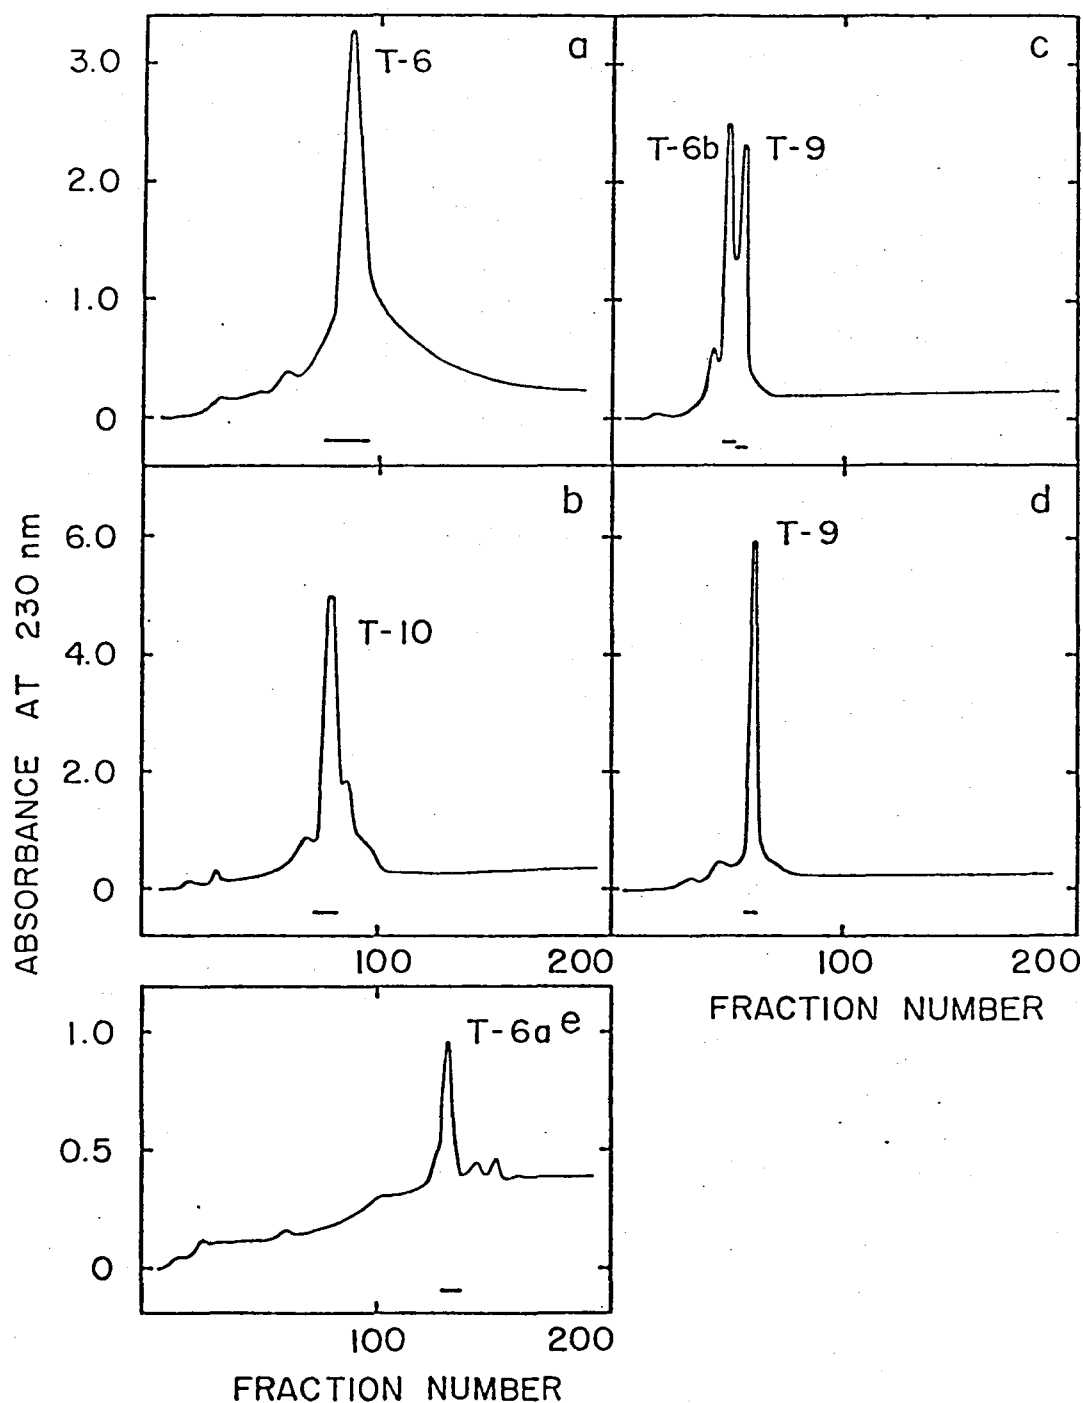 a
T-6
3.0
2.0
1.0
0
c
T-6b
T-9
b
T-10
6.0
4.0
2.0
0
100
200
d
T-9
100
200
FRACTION NUMBER
ABSORBANCE AT 230 nm
e
T-6a
1.0
0.5
0
100
200
FRACTION NUMBER